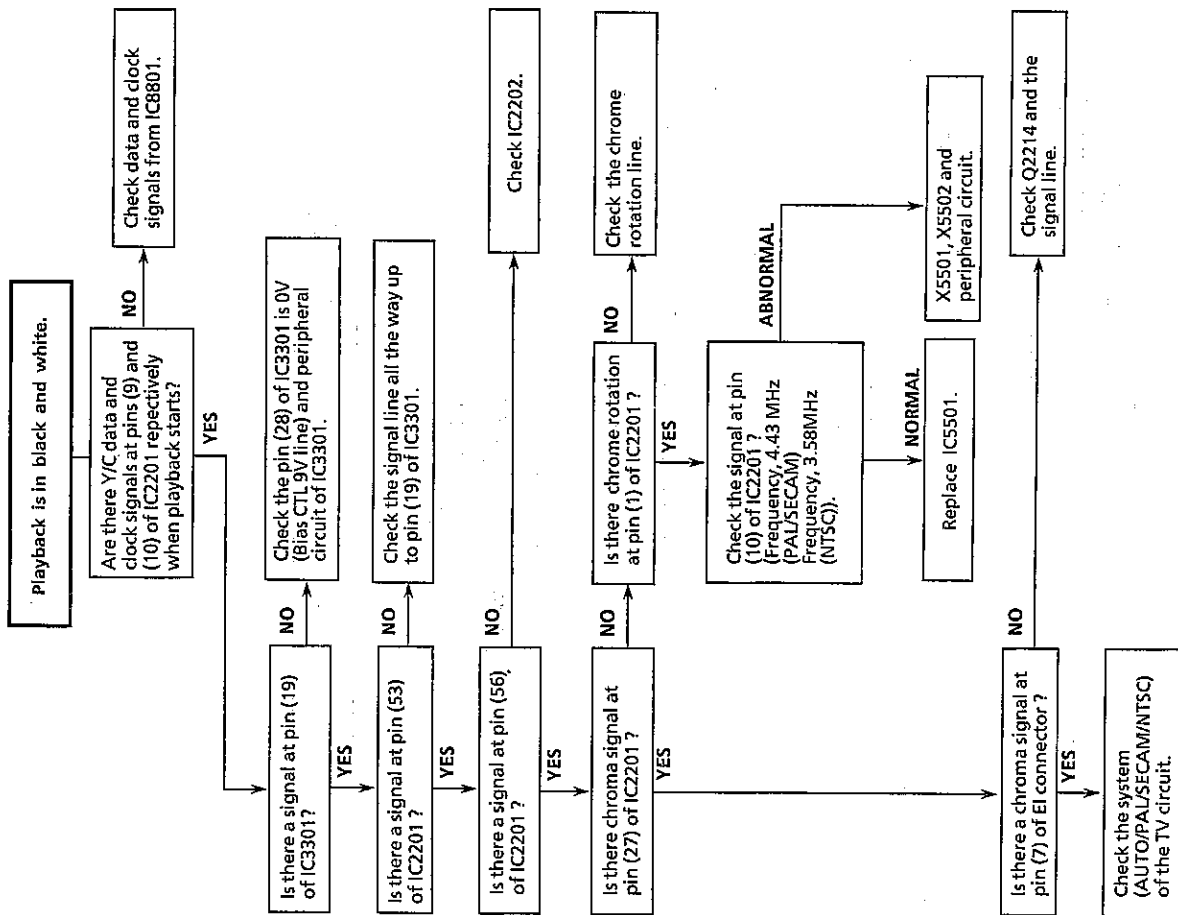 Playback is in black and white.
Are there Y/C data and
clock signals at pins (9) and
(10) of IC2201 repectively
when playback starts?
NO
Check data and clock
signals from IC8801.
YES
Is there a signal at pin (19)
of IC3301?
NO
Check the pin (28) of IC3301 is 0V
(Bias CTL 9V line) and peripheral
circuit of IC3301.
YES
Is there a signal at pin (53)
of IC2201 ?
NO
Check the signal line all the way up
to pin (19) of IC3301.
YES
Is there a signal at pin (56)
of IC2201 ?
NO
Check IC2202.
YES
Is there chroma signal at
pin (27) of IC2201 ?
NO
Is there chrome rotation
at pin (1) of IC2201 ?
NO
Check the chrome
rotation line.
YES
Check the signal at pin
(10) of IC2201 ?
(Frequency, 4.43 MHz
(PAL/SECAM)
Frequency, 3.58MHz
(NTSC)).
ABNORMAL
X5501, X5502 and
peripheral circuit.
NORMAL
Replace IC5501.
YES
Is there a chroma signal at
pin (7) of EI connector ?
NO
Check Q2214 and the
signal line.
YES
Check the system
(AUTO/PAL/SECAM/NTSC)
of the TV circuit.